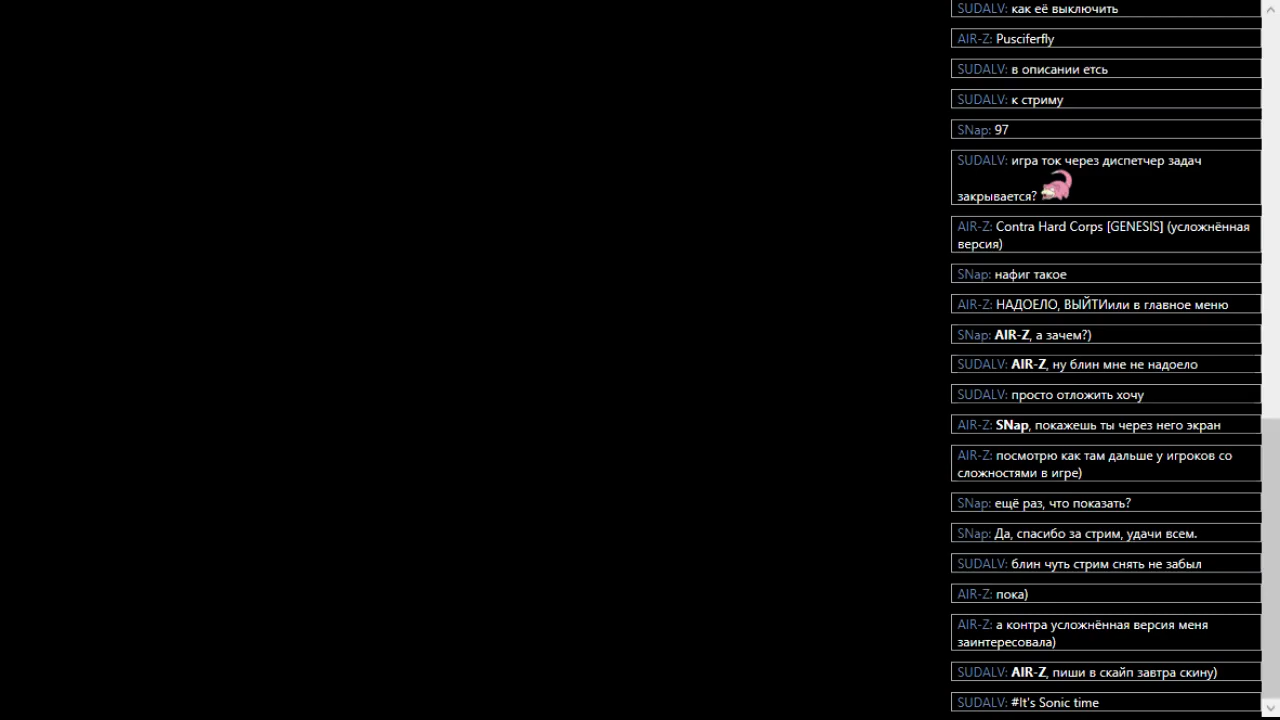 SUDALV: как её выключить
AIR-Z: Pusciferfly
SUDALV: в описании етсь
SUDALV: к стриму
SNap: 97
SUDALV: игра ток через диспетчер задач
закрывается?
AIR-Z: Contra Hard Corps [GENESIS] (усложнённая
версия)
SNap: нафиг такое
AIR-Z: НАДОЕЛО, ВЫЙТИили в главное меню
SNap: AIR-Z, а зачем?)
SUDALV: AIR-Z, ну блин мне не надоело
SUDALV: просто отложить хочу
AIR-Z: SNap, покажешь ты через него экран
AIR-Z: посмотрю как там дальше у игроков со
сложностями в игре)
SNap: ещё раз, что показать?
SNap: Да, спасибо за стрим, удачи всем.
SUDALV: блин чуть стрим снять не забыл
AIR-Z: пока)
AIR-Z: а контра усложнённая версия меня
заинтересовала)
SUDALV: AIR-Z, пиши в скайп завтра скину)
SUDALV: #It's Sonic time